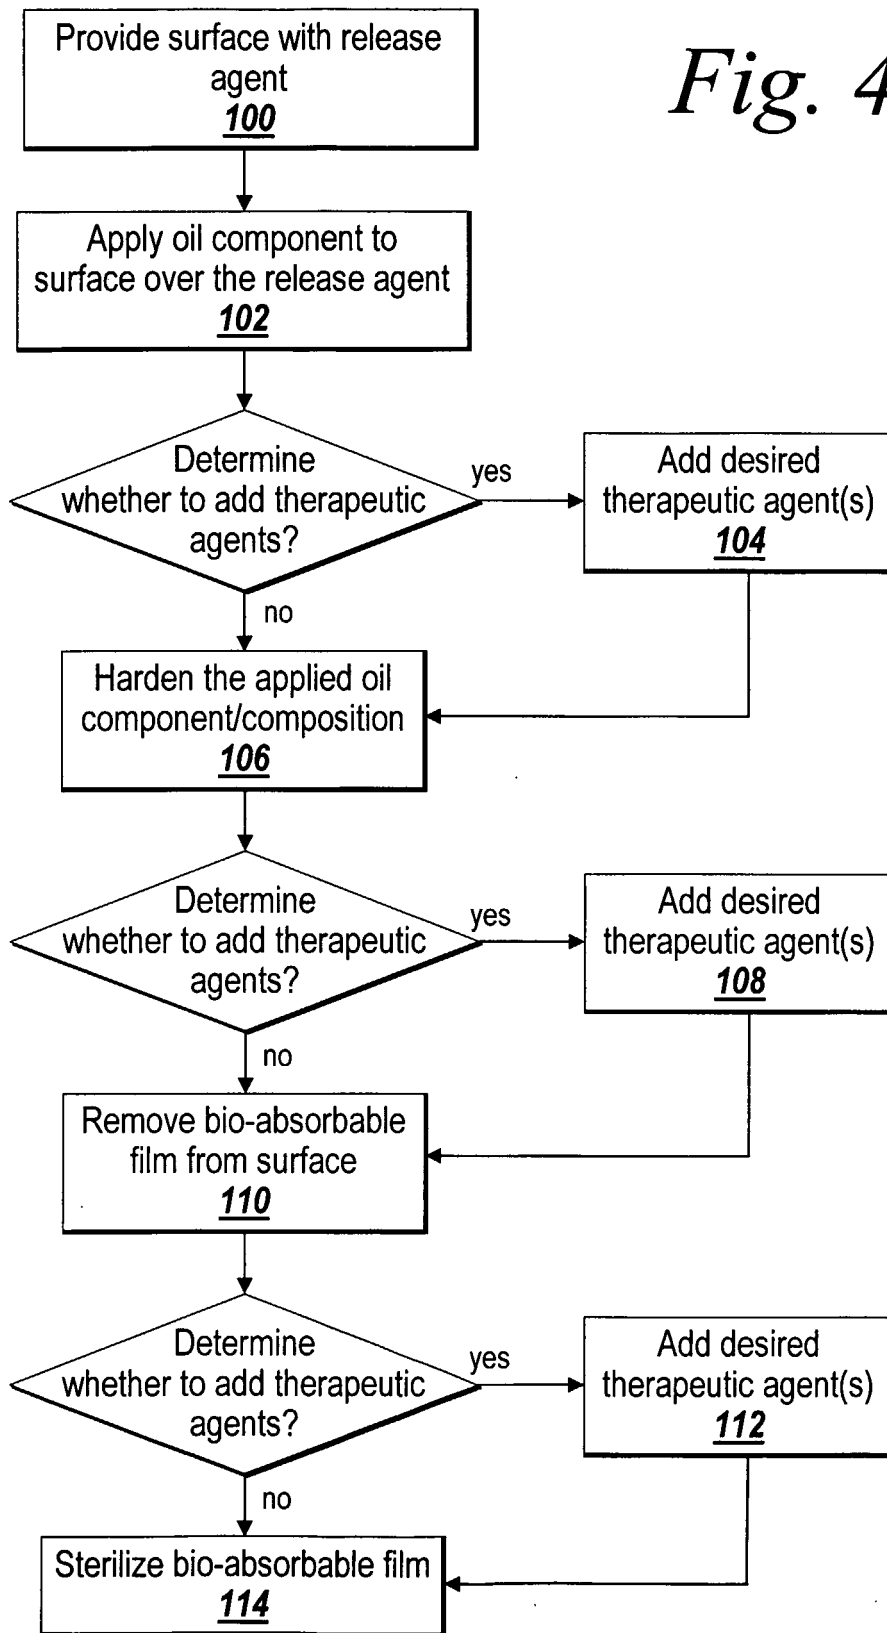 Fig. 4
Provide surface with release
agent
100
Apply oil component to
surface over the release agent
102
Determine
whether to add therapeutic
agents?
yes
Add desired
therapeutic agent(s)
104
no
Harden the applied oil
component/composition
106
Determine
whether to add therapeutic
agents?
yes
Add desired
therapeutic agent(s)
108
no
Remove bio-absorbable
film from surface
110
Determine
whether to add therapeutic
agents?
yes
Add desired
therapeutic agent(s)
112
no
Sterilize bio-absorbable film
114